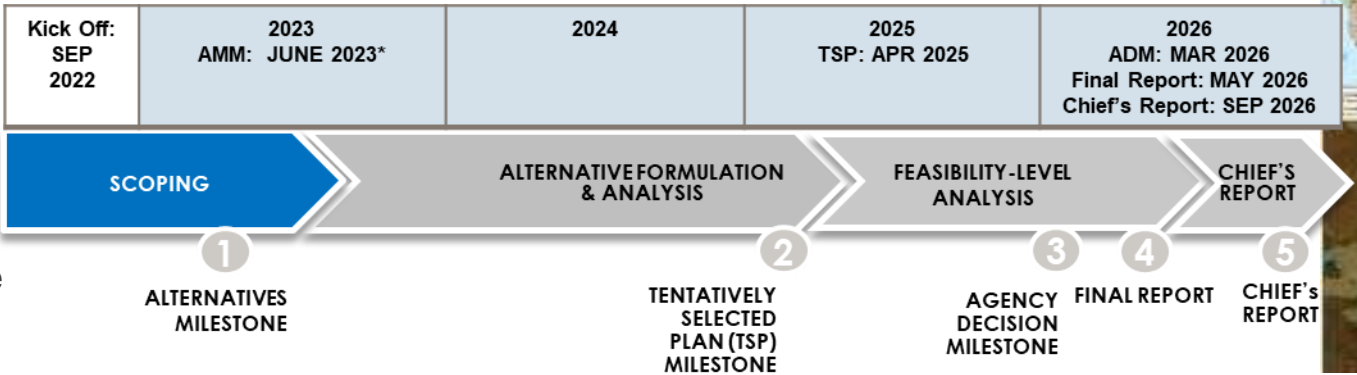 Kick Off:
SEP
2022
2023
AMM: JUNE 2023*
2024
2025
TSP: APR 2025
2026
ADM: MAR 2026
Final Report: MAY 2026
Chief's Report: SEP 2026
SCOPING
ALTERNATIVE FORMULATION
& ANALYSIS
FEASIBILITY-LEVEL
ANALYSIS
CHIEF'S
REPORT
1
2
3
4
5
e
ALTERNATIVES
MILESTONE
TENTATIVELY
SELECTED
PLAN (TSP)
MILESTONE
AGENCY
DECISION
MILESTONE
FINAL REPORT
CHIEF's
REPORT